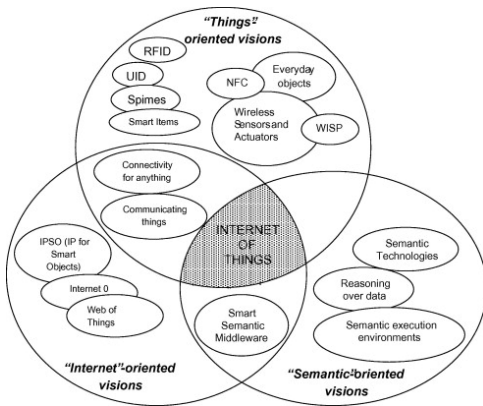 "Things"-
oriented visions
RFID
UID
Spimes
Smart Items
NFC
Everyday
objects
Wireless
Sensors and
Actuators
WISP
Connectivity
for anything
Communicating
things
INTERNET
OF
THINGS
IPSO (IP for
Smart
Objects)
Internet 0
Web of
Things
Semantic
Technologies
Reasoning
over data
Semantic execution
environments
Smart
Semantic
Middleware
"Internet"-oriented
visions
"Semantic"-oriented
visions